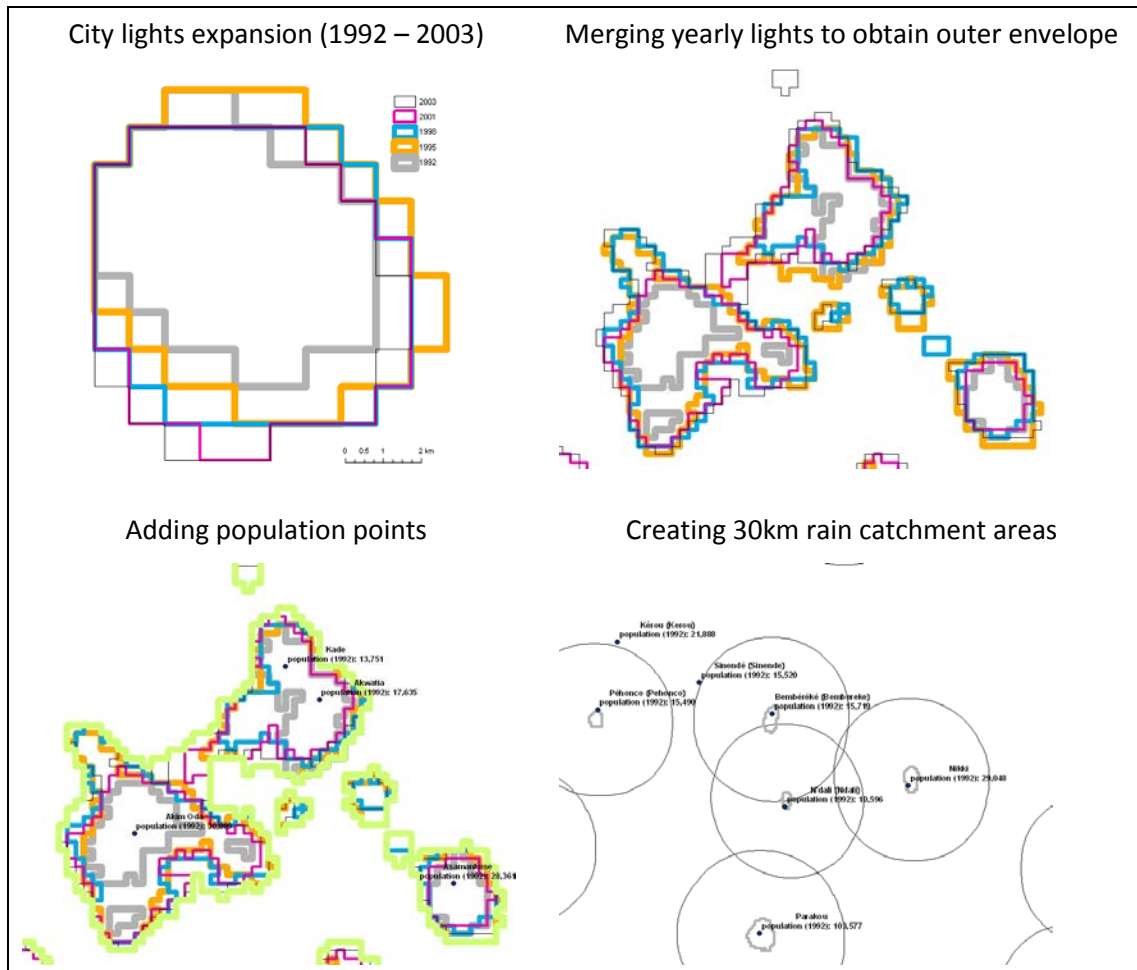 City lights expansion (1992 – 2003)
Merging yearly lights to obtain outer envelope
2003
2001
1998
1995
1992
0 0,5 1 2 km
Adding population points
Creating 30km rain catchment areas
Kade
population (1992): 13,751
Akwatia
population (1992): 17,635
Akim Oda
population (1992):
Asamankese
population (1992): 28,361
Kérou (Kerou)
population (1992): 21,888
Sinendé (Sinende)
population (1992): 15,520
Péhonco (Pehonco)
population (1992): 15,490
Bembéréké (Bembereke)
population (1992): 15,719
Nikki
population (1992): 29,048
N'dali (Ndali)
population (1992): 10,596
Parakou
population (1992): 103,577